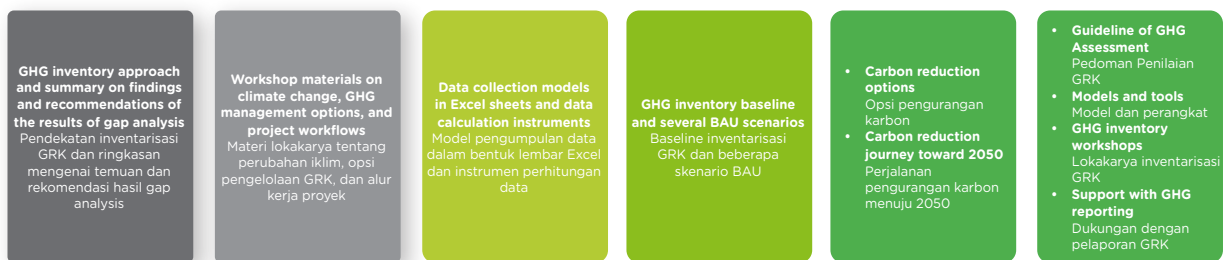 GHG inventory approach
and summary on findings
and recommendations of
the results of gap analysis
Pendekatan inventarisasi
GRK dan ringkasan
mengenai temuan dan
rekomendasi hasil gap
analysis
Workshop materials on
climate change, GHG
management options, and
project workflows
Materi lokakarya tentang
perubahan iklim, opsi
pengelolaan GRK, dan alur
kerja proyek
Data collection models
in Excel sheets and data
calculation instruments
Model pengumpulan data
dalam bentuk lembar Excel
dan instrumen perhitungan
data
GHG inventory baseline
and several BAU scenarios
Baseline inventarisasi
GRK dan beberapa
skenario BAU
• Carbon reduction
options
Opsi pengurangan
karbon
• Carbon reduction
journey toward 2050
Perjalanan
pengurangan karbon
menuju 2050
• Guideline of GHG
Assessment
Pedoman Penilaian
GRK
• Models and tools
Model dan perangkat
• GHG inventory
workshops
Lokakarya inventarisasi
GRK
• Support with GHG
reporting
Dukungan dengan
pelaporan GRK